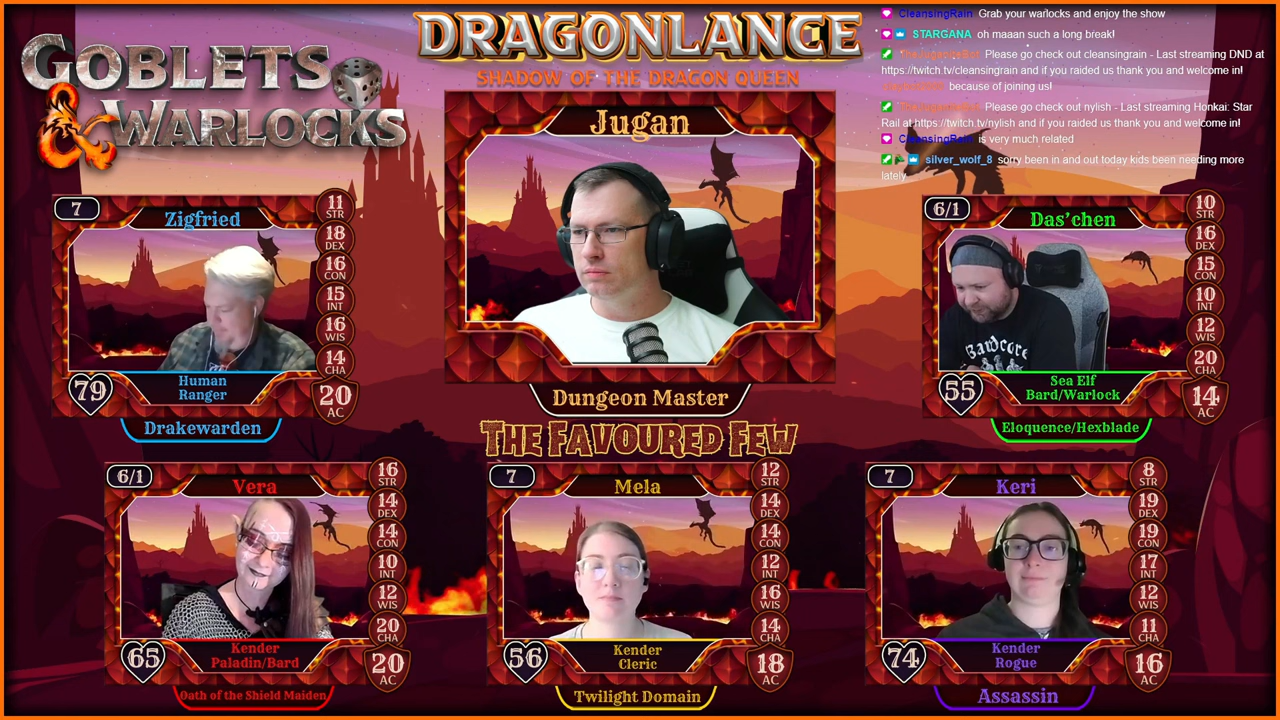 GOBLETS
& WARLOCKS
DRAGONLANCE
SHADOW OF THE DRAGON QUEEN
CleansingRain Grab your warlocks and enjoy the show
STARGANA oh maaan such a long break!
Please go check out cleansingrain - Last streaming DND at
https://twitch.tv/cleansingrain and if you raided us thank you and welcome in!
because of joining us!
Please go check out nylish - Last streaming Honkai: Star
Rail at https://twitch.tv/nylish and if you raided us thank you and welcome in!
CleansingRain is very much related
silver_wolf_8 sorry been in and out today kids been needing more
lately
Jugan
Dungeon Master
7
Zigfried
11 STR
18 DEX
16 CON
15 INT
16 WIS
14 CHA
79
Human
Ranger
20 AC
Drakewarden
6/1
Das'chen
10 STR
16 DEX
15 CON
10 INT
12 WIS
20 CHA
BARDCORE
55
Sea Elf
Bard/Warlock
14 AC
Eloquence/Hexblade
THE FAVOURED FEW
6/1
Vera
16 STR
14 DEX
14 CON
10 INT
12 WIS
20 CHA
65
Kender
Paladin/Bard
20 AC
Oath of the Shield Maiden
7
Mela
12 STR
14 DEX
14 CON
12 INT
16 WIS
14 CHA
56
Kender
Cleric
18 AC
Twilight Domain
7
Keri
8 STR
19 DEX
19 CON
17 INT
12 WIS
11 CHA
74
Kender
Rogue
16 AC
Assassin